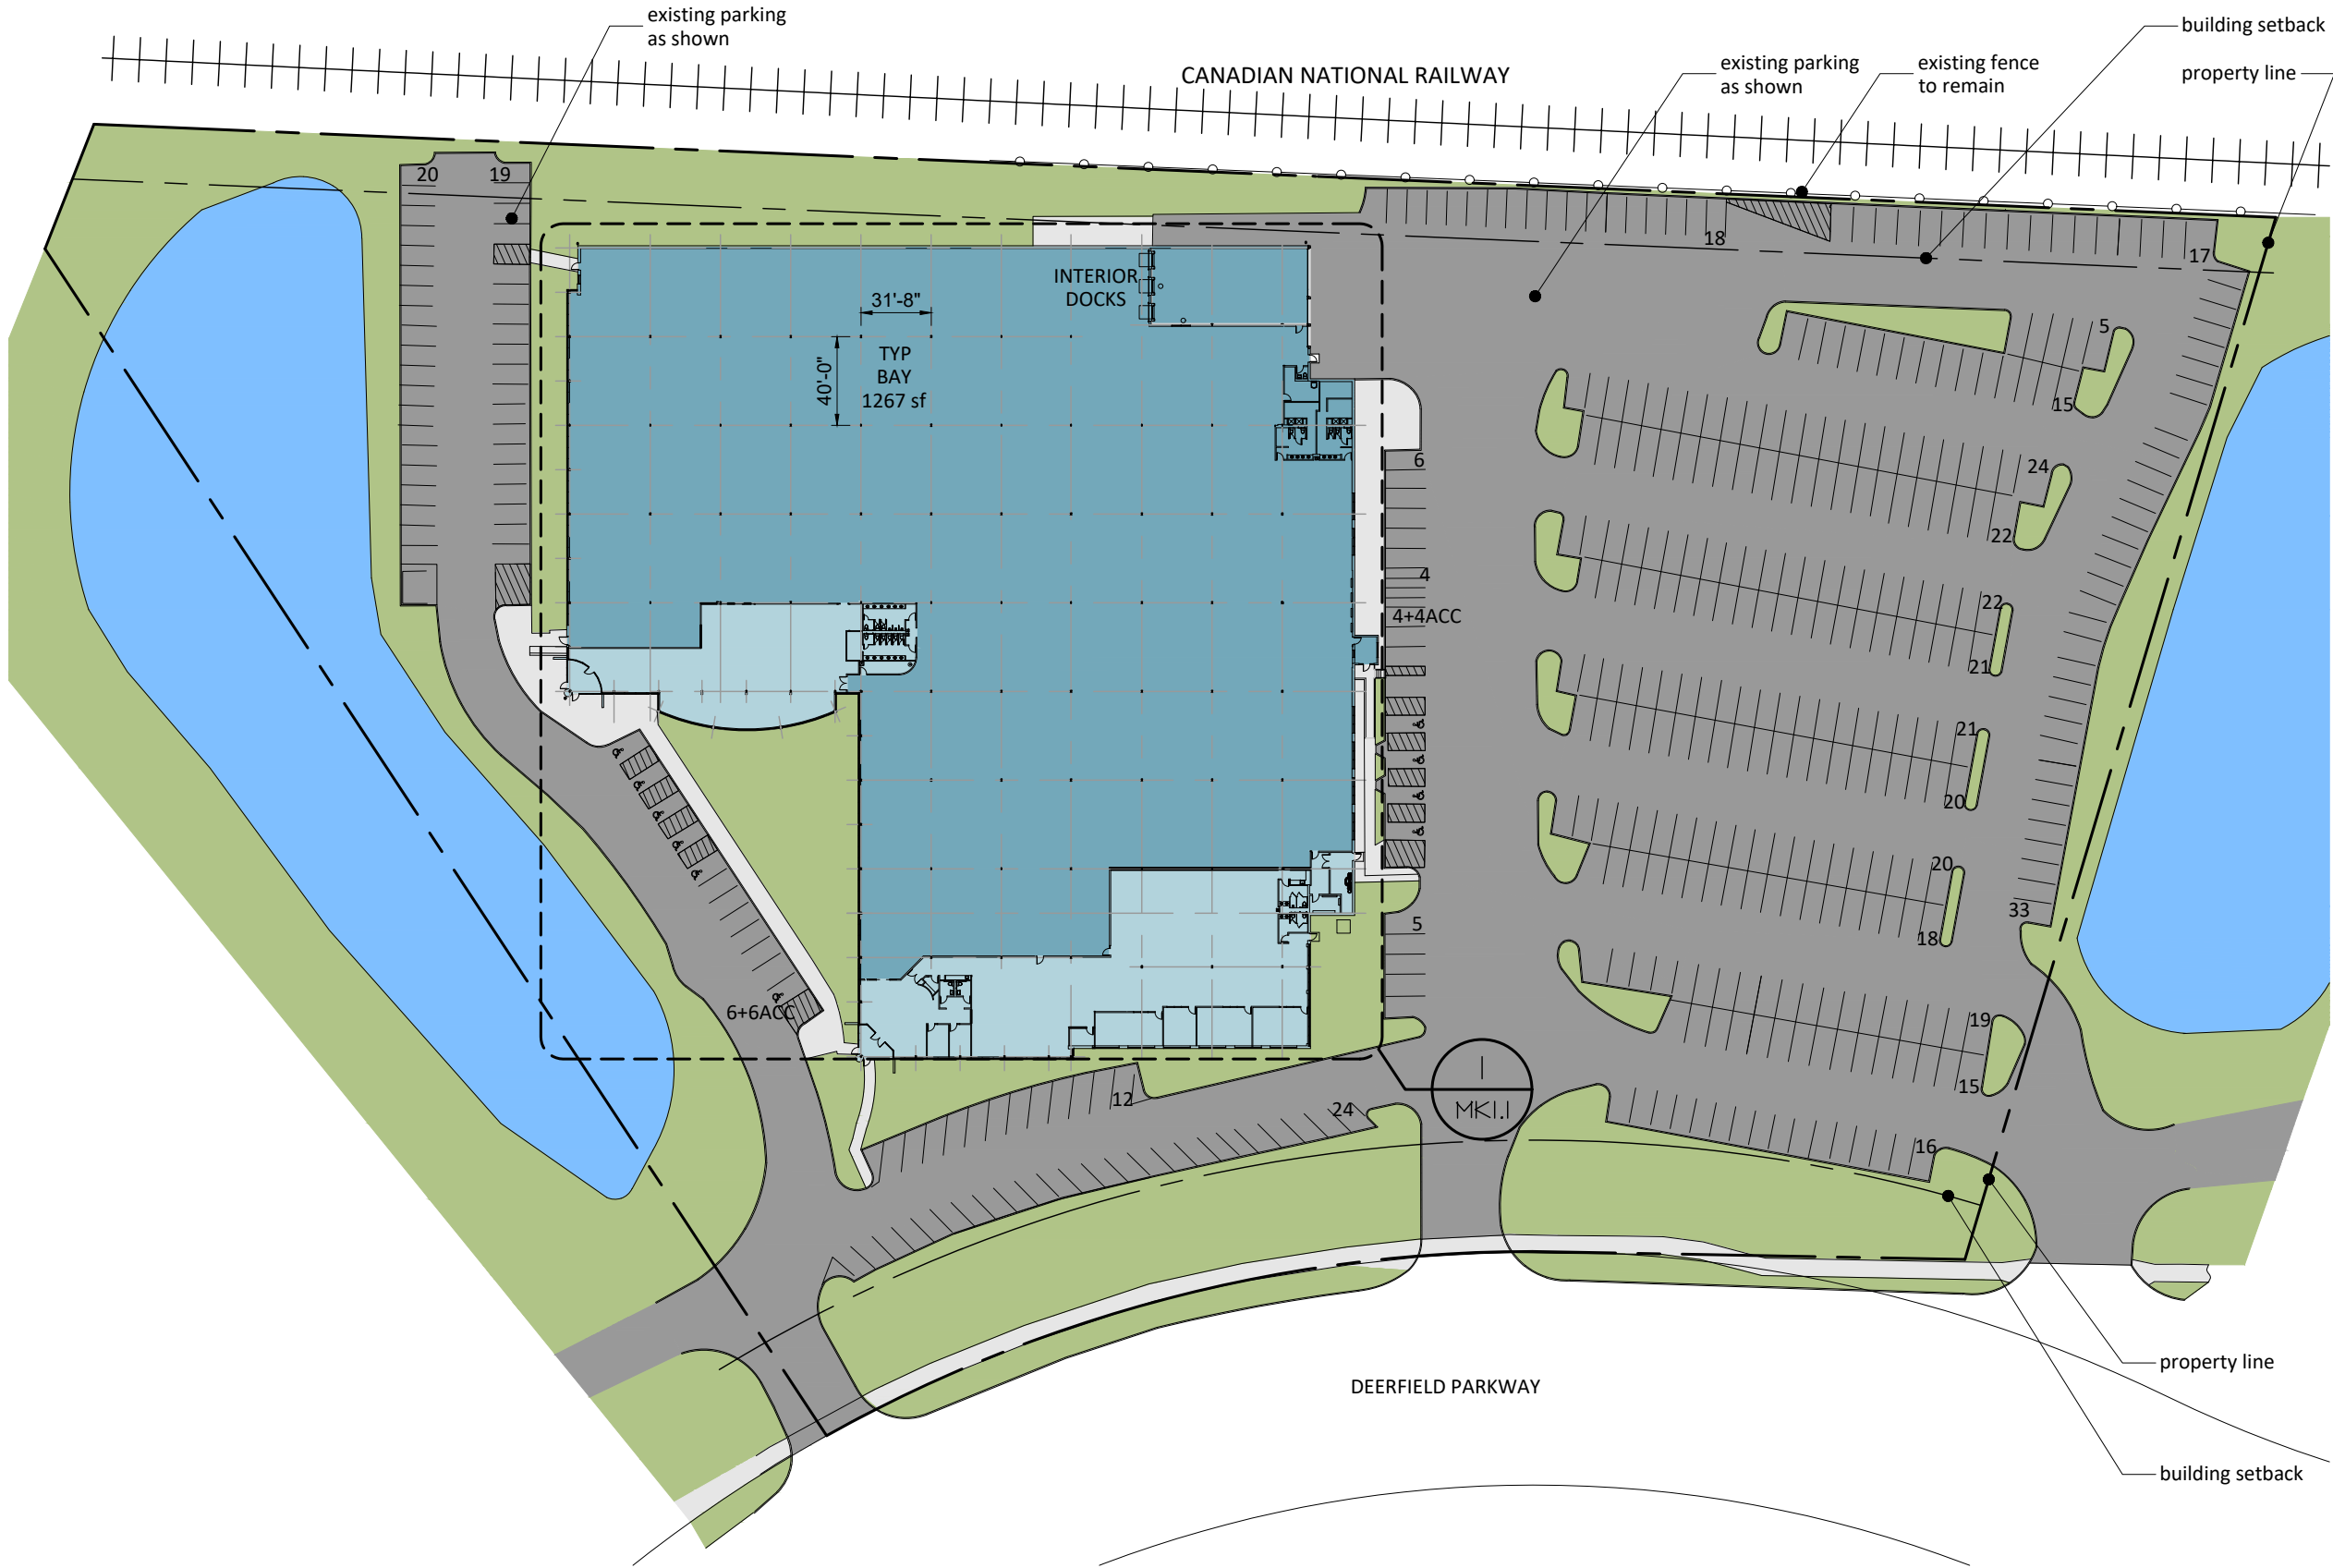 existing parking
as shown
building setback
CANADIAN NATIONAL RAILWAY
existing parking
as shown
existing fence
to remain
property line
20
19
18
17
INTERIOR
DOCKS
31'-8"
40'-0"
TYP
BAY
1267 sf
5
15
6
24
22
4
4+4ACC
22
21
21
20
20
18
33
5
6+6ACC
19
15
12
24
1
MK1.1
16
property line
DEERFIELD PARKWAY
building setback